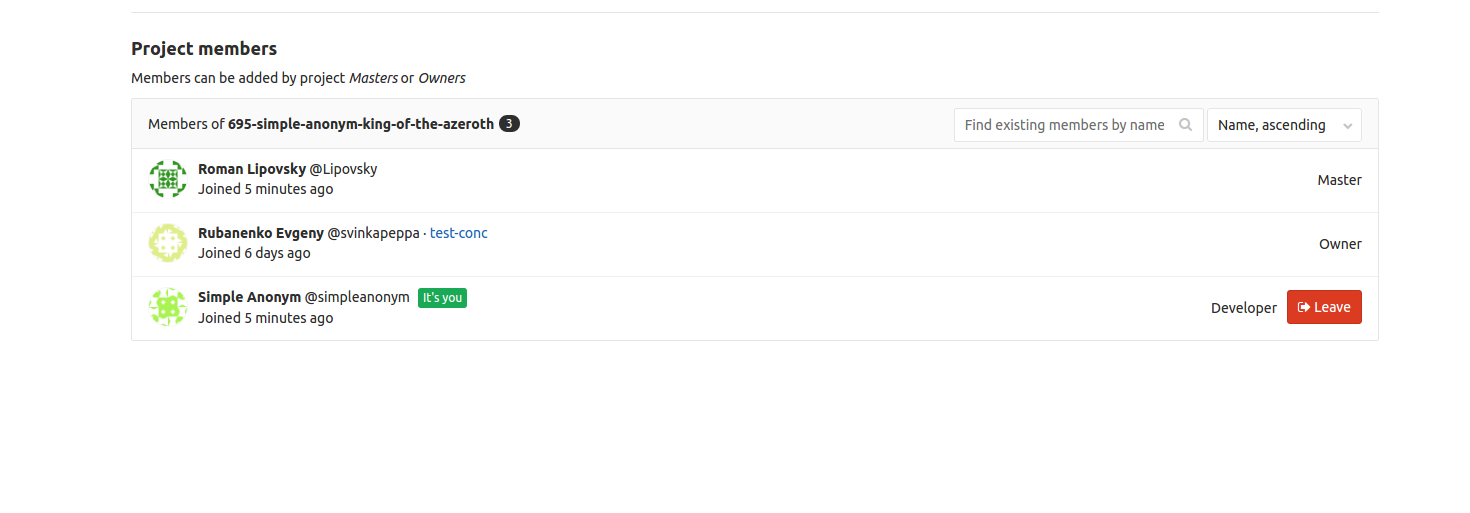 Project members
Members can be added by project Masters or Owners
Members of 695-simple-anonym-king-of-the-azeroth 3
Find existing members by name
Name, ascending
Roman Lipovsky @Lipovsky
Joined 5 minutes ago
Master
Rubanenko Evgeny @svinkapeppa · test-conc
Joined 6 days ago
Owner
Simple Anonym @simpleanonym It's you
Joined 5 minutes ago
Developer
Leave